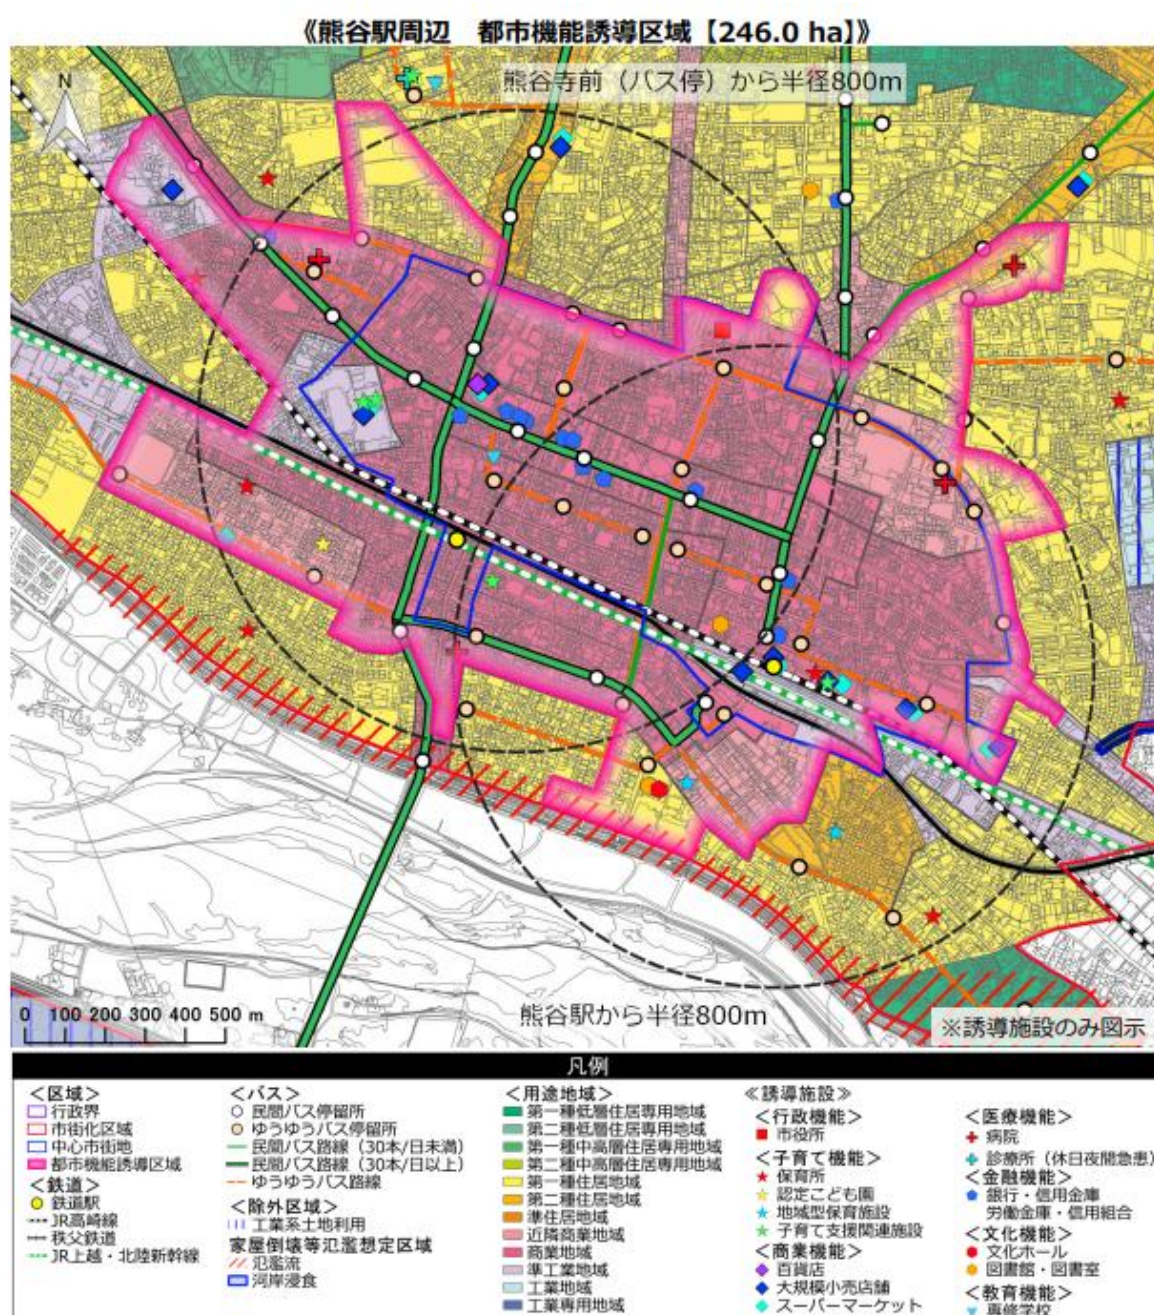 《熊谷駅周辺 都市機能誘導区域【246.0 ha】》
N
熊谷寺前（バス停）から半径800m
熊谷駅から半径800m
0 100 200 300 400 500 m
※誘導施設のみ図示
凡例
＜区域＞
行政界
市街化区域
中心市街地
都市機能誘導区域
＜鉄道＞
鉄道駅
JR高崎線
秩父鉄道
JR上越・北陸新幹線
＜バス＞
民間バス停留所
ゆうゆうバス停留所
民間バス路線（30本/日未満）
民間バス路線（30本/日以上）
ゆうゆうバス路線
＜除外区域＞
工業系土地利用
家屋倒壊等氾濫想定区域
氾濫流
河岸浸食
＜用途地域＞
第一種低層住居専用地域
第二種低層住居専用地域
第一種中高層住居専用地域
第二種中高層住居専用地域
第一種住居地域
第二種住居地域
準住居地域
近隣商業地域
商業地域
準工業地域
工業地域
工業専用地域
≪誘導施設≫
＜行政機能＞
市役所
＜子育て機能＞
保育所
認定こども園
地域型保育施設
子育て支援関連施設
＜商業機能＞
百貨店
大規模小売店舗
スーパーマーケット
＜医療機能＞
病院
診療所（休日夜間急患）
＜金融機能＞
銀行・信用金庫
労働金庫・信用組合
＜文化機能＞
文化ホール
図書館・図書室
＜教育機能＞
専修学校